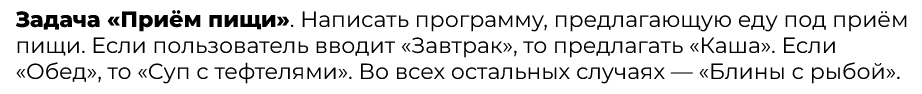 Задача «Приём пищи». Написать программу, предлагающую еду под приём
пищи. Если пользователь вводит «Завтрак», то предлагать «Каша». Если
«Обед», то «Суп с тефтелями». Во всех остальных случаях — «Блины с рыбой».